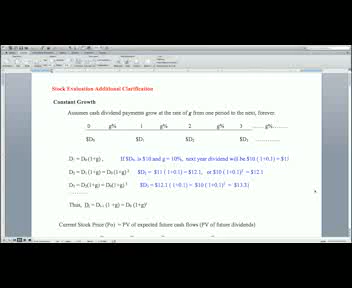 Stock Evaluation Additional Clarification
Constant Growth
Assumes cash dividend payments grow at the rate of g from one period to the next, forever.
0 g% 1 g% 2 g% 3 ...... g%........
$D₀ $D₁ $D₂ $D₃ ..............
D₁ = D₀ (1+g) , If $D₀, is $10 and g = 10%, next year dividend will be $10 ( 1+0.1) = $11
D₂ = D₁ (1+g) = D₀ (1+g) ² $D₂ = $11 ( 1+0.1) = $12.1, or $10 ( 1+0.1)² = $12.1
D₃ = D₂(1+g) = D₀(1+g) ³ $D₃ = $12.1 ( 1+0.1) = $10 ( 1+0.1)³ = $13.31
........
Thus, Dₜ = Dₜ₋₁ (1 +g) = D₀ (1+g)ᵗ
Current Stock Price (Po) = PV of expected future cash flows (PV of future dividends)